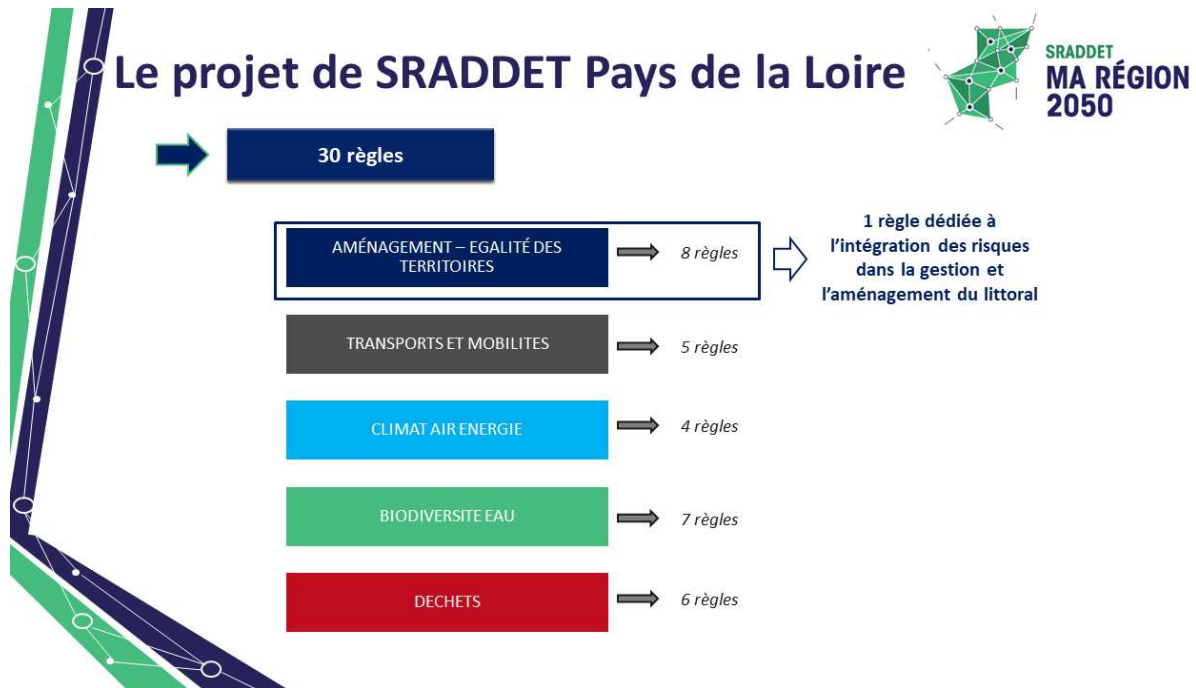 Le projet de SRADDET Pays de la Loire
SRADDET
MA RÉGION
2050
30 règles
AMÉNAGEMENT – EGALITÉ DES
TERRITOIRES
8 règles
1 règle dédiée à
l'intégration des risques
dans la gestion et
l'aménagement du littoral
TRANSPORTS ET MOBILITES
5 règles
CLIMAT AIR ENERGIE
4 règles
BIODIVERSITE EAU
7 règles
DECHETS
6 règles